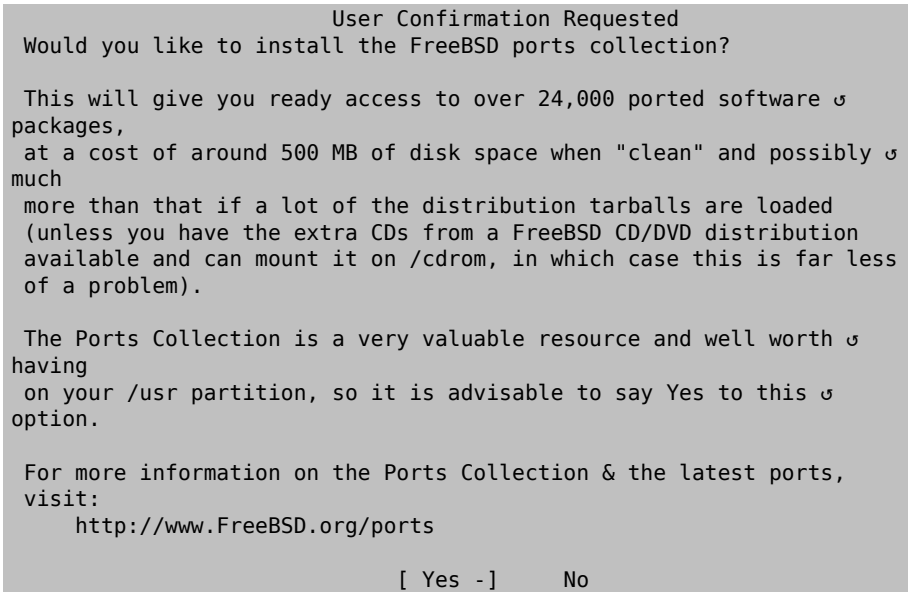 User Confirmation Requested
Would you like to install the FreeBSD ports collection?
This will give you ready access to over 24,000 ported software ↺
packages,
at a cost of around 500 MB of disk space when "clean" and possibly ↺
much
more than that if a lot of the distribution tarballs are loaded
(unless you have the extra CDs from a FreeBSD CD/DVD distribution
available and can mount it on /cdrom, in which case this is far less
of a problem).
The Ports Collection is a very valuable resource and well worth ↺
having
on your /usr partition, so it is advisable to say Yes to this ↺
option.
For more information on the Ports Collection & the latest ports,
visit:
http://www.FreeBSD.org/ports
[ Yes -] No